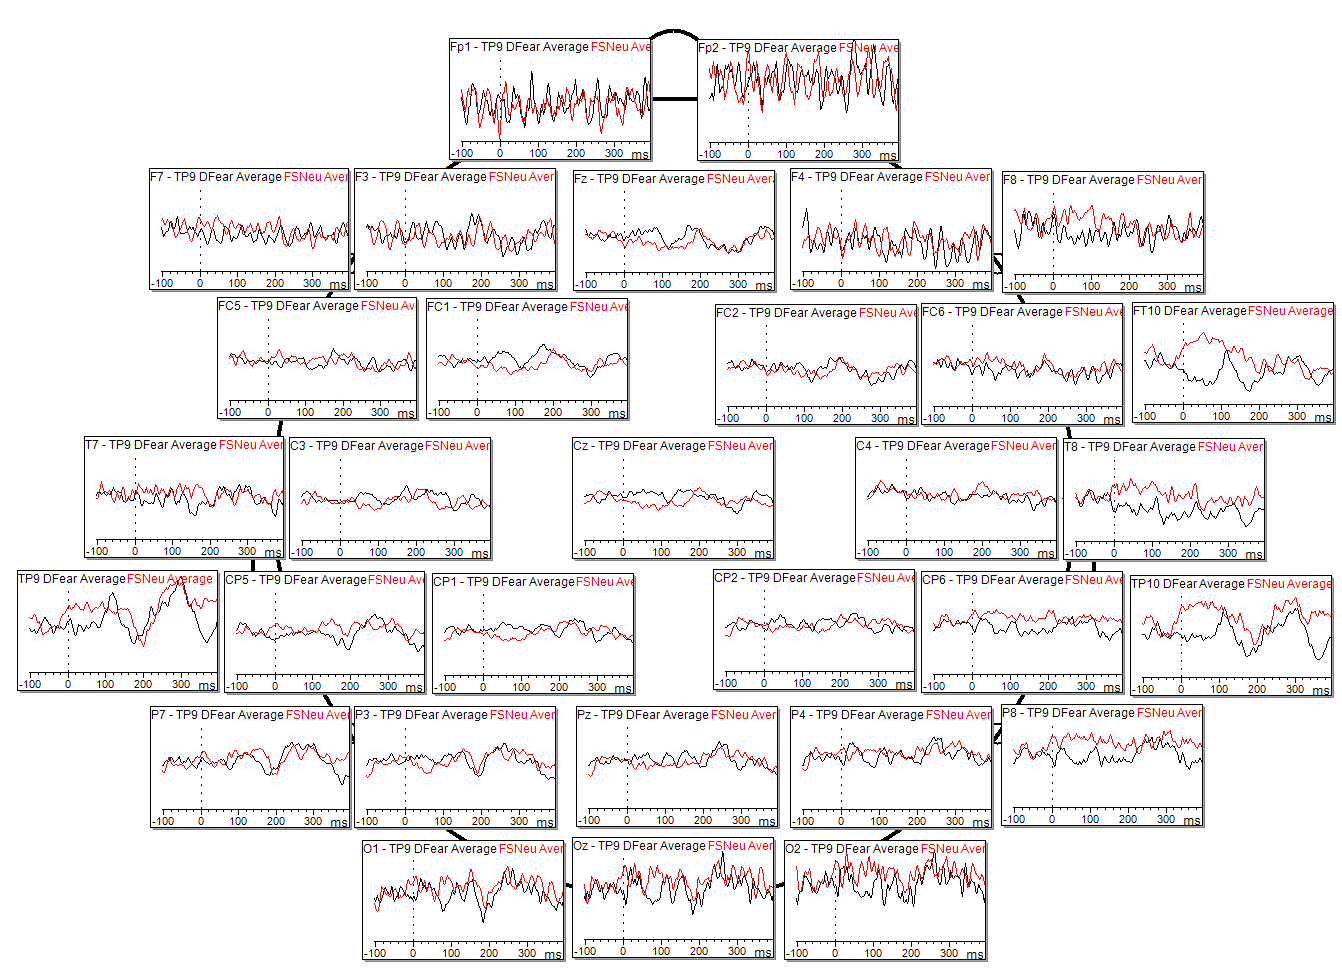 Fp1 - TP9 DFear Average FSNeu Ave
-100 0 100 200 300 ms
Fp2 - TP9 DFear Average FSNeu Ave
-100 0 100 200 300 ms
F7 - TP9 DFear Average FSNeu Aver
-100 0 100 200 300 ms
F3 - TP9 DFear Average FSNeu Aver
-100 0 100 200 300 ms
Fz - TP9 DFear Average FSNeu Avera
-100 0 100 200 300 ms
F4 - TP9 DFear Average FSNeu Aver
-100 0 100 200 300 ms
F8 - TP9 DFear Average FSNeu Aver
-100 0 100 200 300 ms
FC5 - TP9 DFear Average FSNeu Av
-100 0 100 200 300 ms
FC1 - TP9 DFear Average FSNeu Av
-100 0 100 200 300 ms
FC2 - TP9 DFear Average FSNeu Av
-100 0 100 200 300 ms
FC6 - TP9 DFear Average FSNeu Av
-100 0 100 200 300 ms
FT10 DFear Average FSNeu Average
-100 0 100 200 300 ms
T7 - TP9 DFear Average FSNeu Aver
-100 0 100 200 300 ms
C3 - TP9 DFear Average FSNeu Aver
-100 0 100 200 300 ms
Cz - TP9 DFear Average FSNeu Aver
-100 0 100 200 300 ms
C4 - TP9 DFear Average FSNeu Aver
-100 0 100 200 300 ms
T8 - TP9 DFear Average FSNeu Aver
-100 0 100 200 300 ms
TP9 DFear Average FSNeu Average
-100 0 100 200 300 ms
CP5 - TP9 DFear Average FSNeu Av
-100 0 100 200 300 ms
CP1 - TP9 DFear Average FSNeu Av
-100 0 100 200 300 ms
CP2 - TP9 DFear Average FSNeu Av
-100 0 100 200 300 ms
CP6 - TP9 DFear Average FSNeu Av
-100 0 100 200 300 ms
TP10 DFear Average FSNeu Average
-100 0 100 200 300 ms
P7 - TP9 DFear Average FSNeu Aver
-100 0 100 200 300 ms
P3 - TP9 DFear Average FSNeu Aver
-100 0 100 200 300 ms
Pz - TP9 DFear Average FSNeu Aver
-100 0 100 200 300 ms
P4 - TP9 DFear Average FSNeu Aver
-100 0 100 200 300 ms
P8 - TP9 DFear Average FSNeu Aver
-100 0 100 200 300 ms
O1 - TP9 DFear Average FSNeu Aver
-100 0 100 200 300 ms
Oz - TP9 DFear Average FSNeu Aver
-100 0 100 200 300 ms
O2 - TP9 DFear Average FSNeu Aver
-100 0 100 200 300 ms